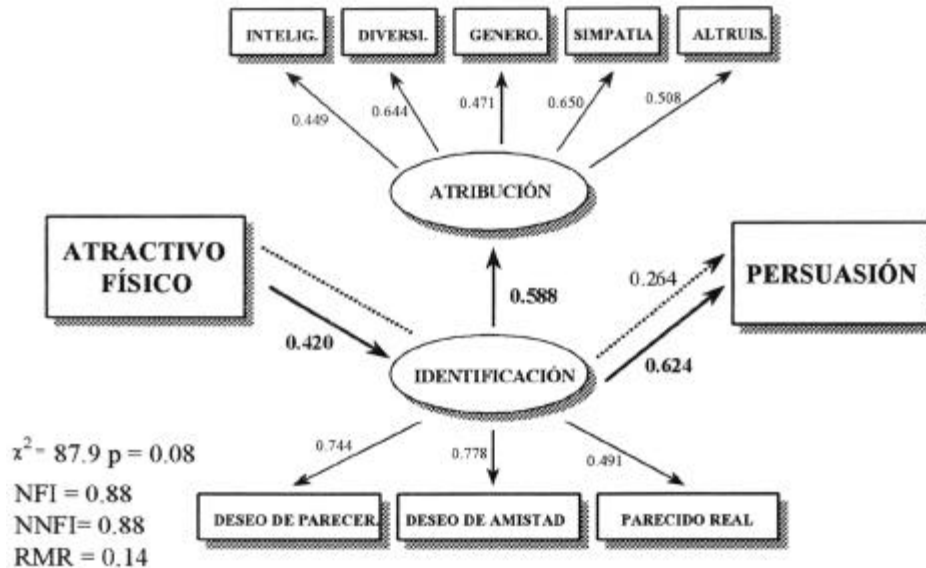 INTELIG.
DIVERSI.
GENERO.
SIMPATIA
ALTRUIS.
0.449
0.644
0.471
0.650
0.508
ATRIBUCIÓN
ATRACTIVO
FÍSICO
PERSUASIÓN
0.264
0.588
0.420
0.624
IDENTIFICACIÓN
0.744
0.778
0.491
χ² = 87.9 p = 0.08
NFI = 0.88
NNFI= 0.88
RMR = 0.14
DESEO DE PARECER.
DESEO DE AMISTAD
PARECIDO REAL